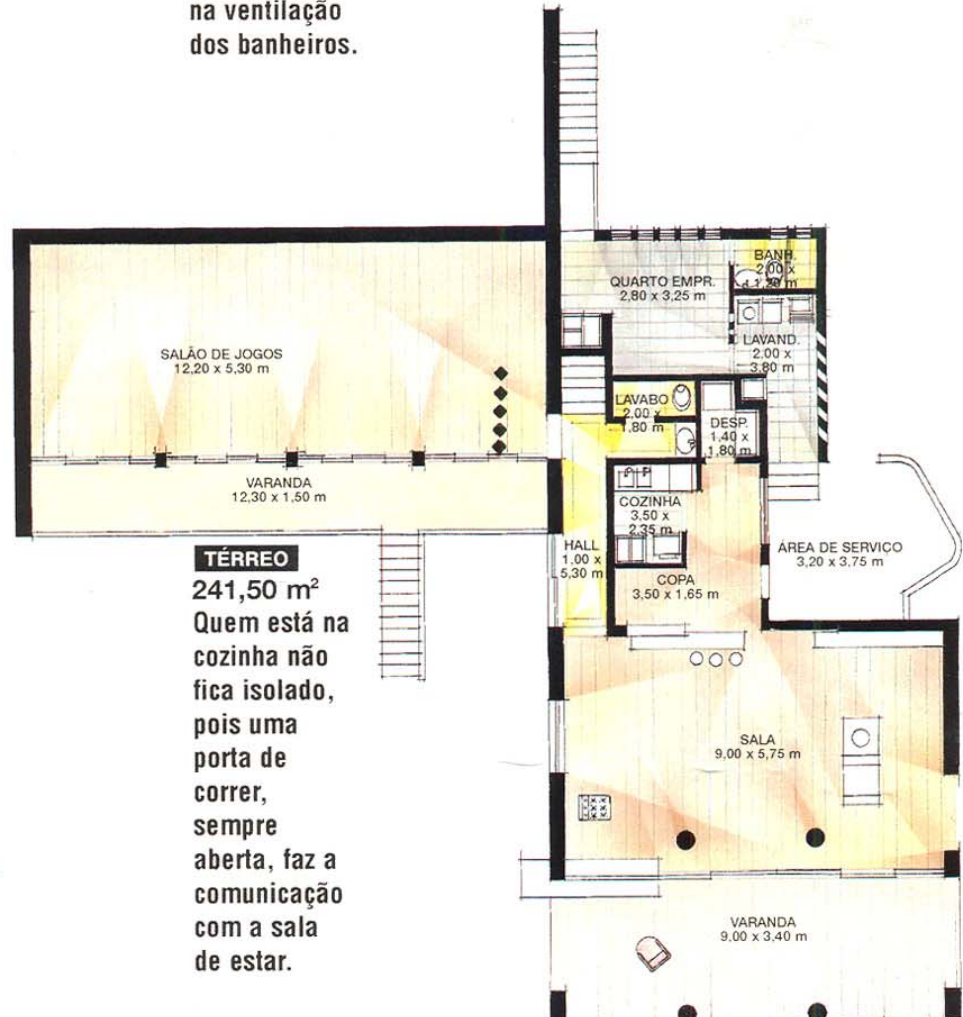 na ventilação
dos banheiros.
BANH.
2,00 x
1,20 m
QUARTO EMPR.
2,80 x 3,25 m
LAVAND.
2,00 x
3,80 m
SALÃO DE JOGOS
12,20 x 5,30 m
LAVABO
2,00 x
1,80 m
DESP.
1,40 x
1,80 m
VARANDA
12,30 x 1,50 m
COZINHA
3,50 x
2,35 m
HALL
1,00 x
5,30 m
ÁREA DE SERVIÇO
3,20 x 3,75 m
COPA
3,50 x 1,65 m
TÉRREO
241,50 m²
Quem está na
cozinha não
fica isolado,
pois uma
porta de
correr,
sempre
aberta, faz a
comunicação
com a sala
de estar.
SALA
9,00 x 5,75 m
VARANDA
9,00 x 3,40 m